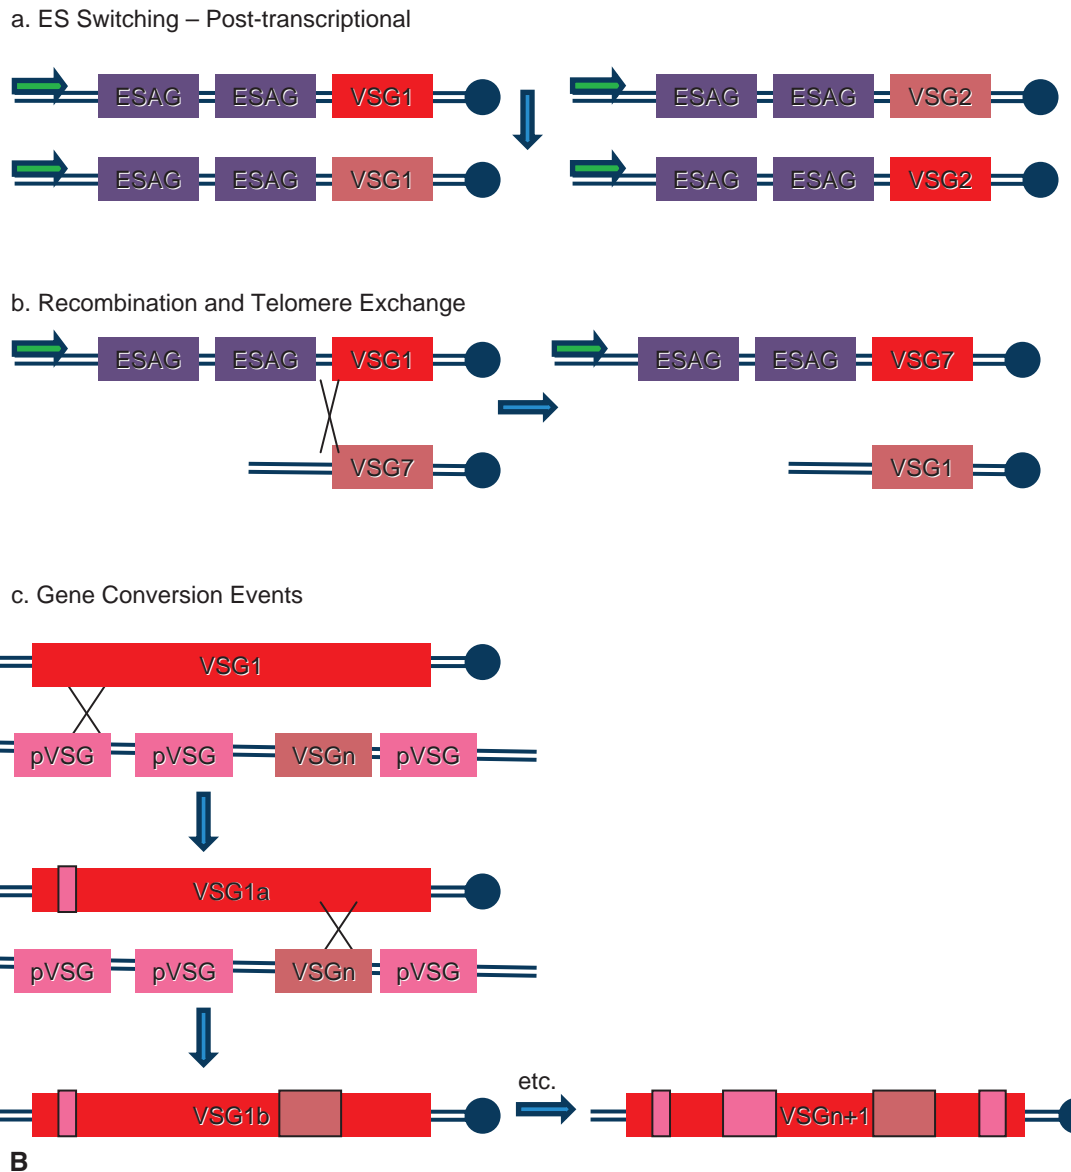 a. ES Switching – Post-transcriptional
ESAG ESAG VSG1 ESAG ESAG VSG2
ESAG ESAG VSG1 ESAG ESAG VSG2
b. Recombination and Telomere Exchange
ESAG ESAG VSG1 ESAG ESAG VSG7
VSG7 VSG1
c. Gene Conversion Events
VSG1
pVSG pVSG VSGn pVSG
VSG1a
pVSG pVSG VSGn pVSG
etc.
VSG1b VSGn+1
B